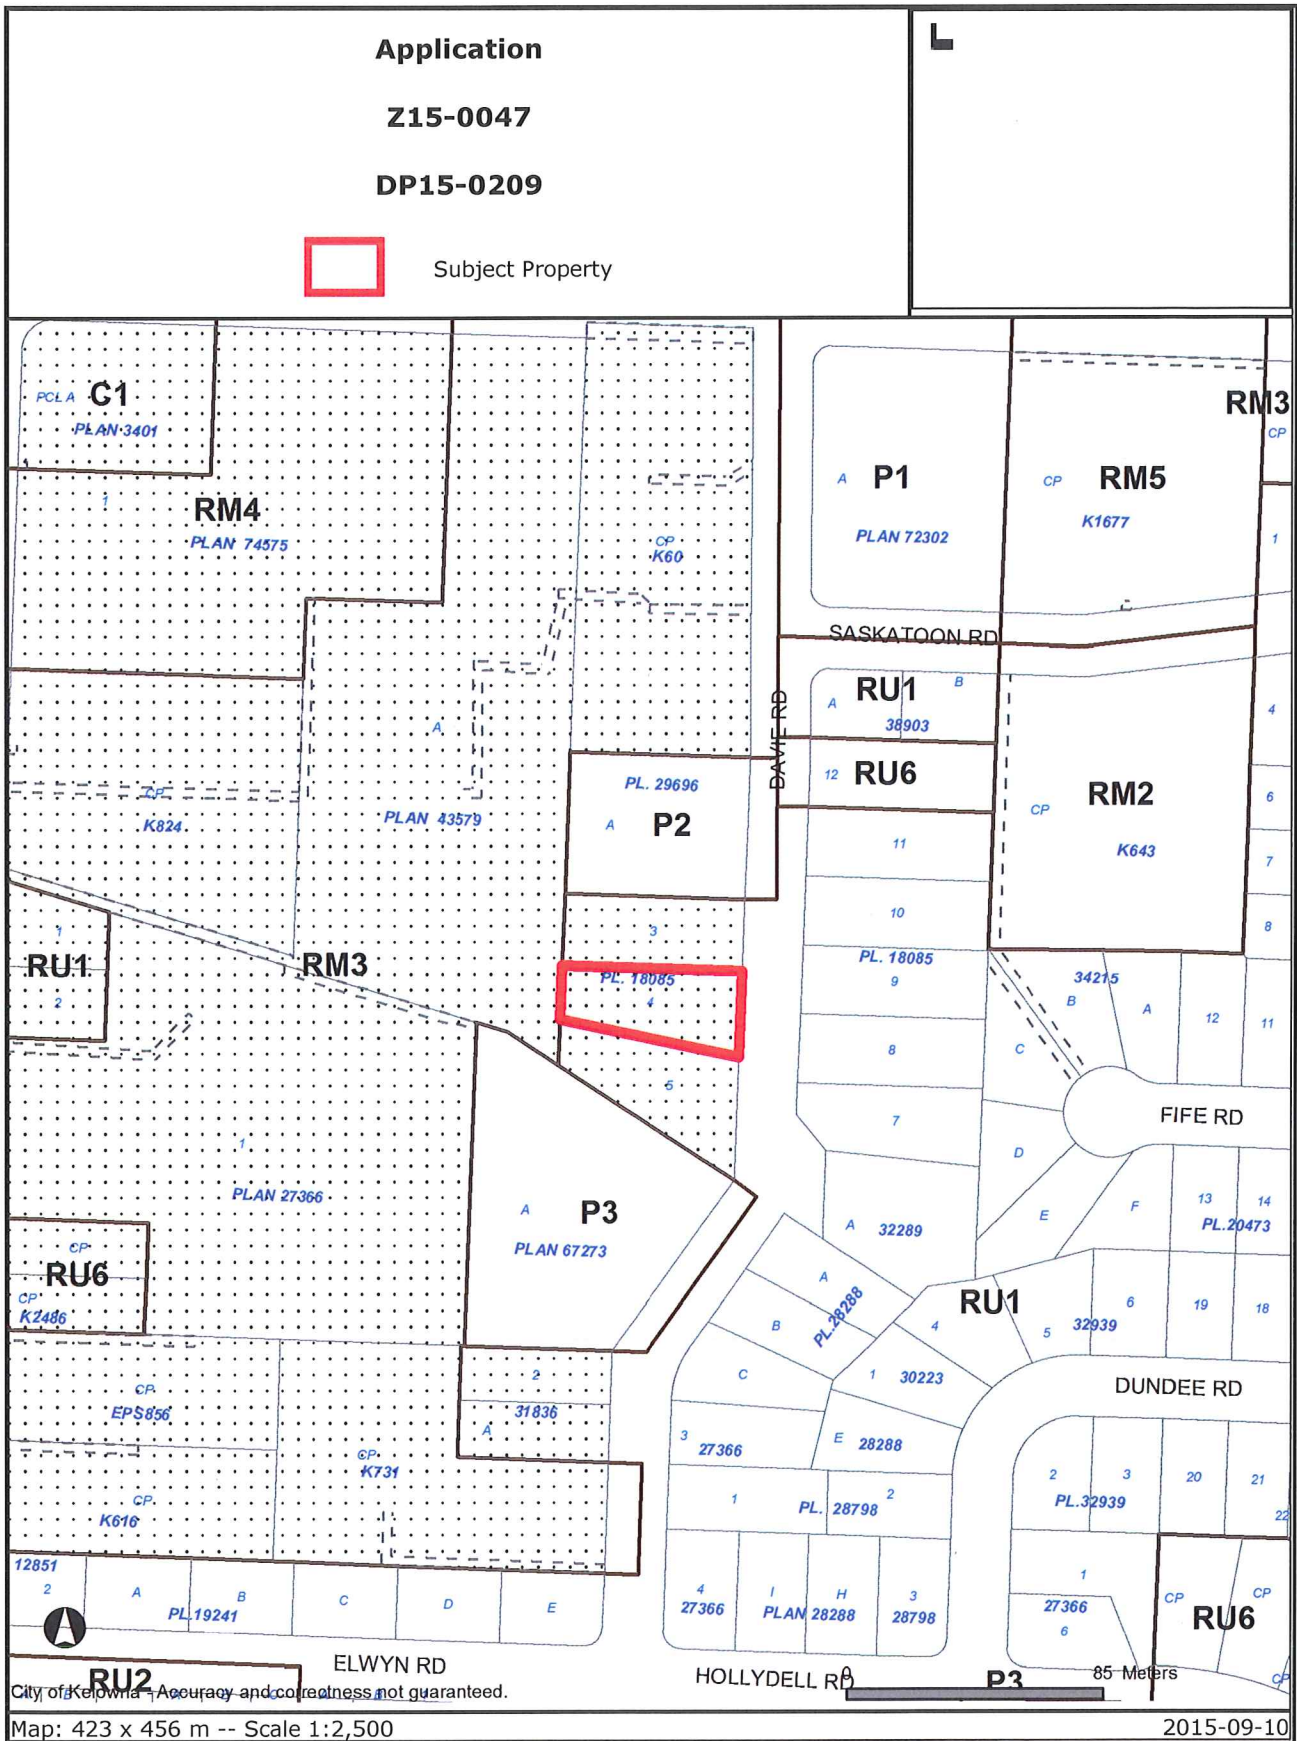 Application
Z15-0047
DP15-0209
Subject Property
PCL A C1
PLAN 3401
1
RM4
PLAN 74575
CP
K60
A P1
PLAN 72302
CP RM5
K1677
RM3
CP
1
SASKATOON RD
DAVIE RD
A RU1 B
38903
12 RU6
CP RM2
K643
4
6
7
8
A
PLAN 43579
CP
K824
PL. 29696
A P2
11
10
PL. 18085
9
8
7
3
PL. 18085
4
5
1
RU1
2
RM3
34215
B
A
12
11
C
D
E
F
FIFE RD
13
14
PL.20473
1
PLAN 27366
A P3
PLAN 67273
A 32289
CP
RU6
CP
K2486
A
B
PL.28288
C
RU1
4
5
32939
6
19
18
1 30223
DUNDEE RD
CP
EPS856
2
31836
A
CP
K731
CP
K616
3
27366
E 28288
1
PL. 28798
2
2
3
PL.32939
20
21
22
12851
2
A
B
PL.19241
C
D
E
4
27366
I
H
PLAN 28288
3
28798
1
27366
6
CP
CP
RU6
CP
ELWYN RD
HOLLYDELL RD
RU2
P3
0
85 Meters
City of Kelowna - Accuracy and correctness not guaranteed.
Map: 423 x 456 m -- Scale 1:2,500
2015-09-10